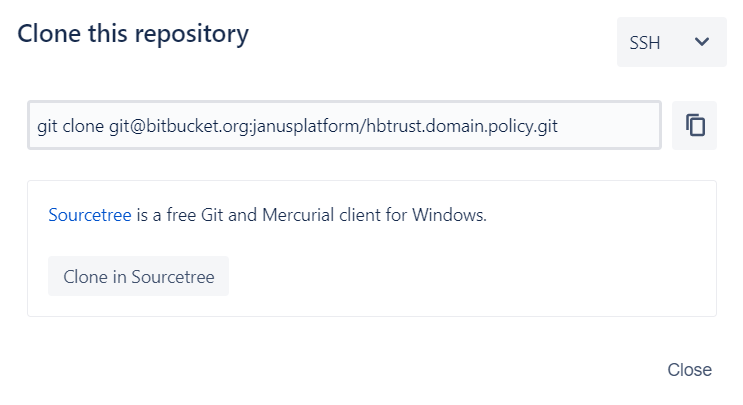 Clone this repository
SSH
git clone git@bitbucket.org:janusplatform/hbtrust.domain.policy.git
Sourcetree is a free Git and Mercurial client for Windows.
Clone in Sourcetree
Close